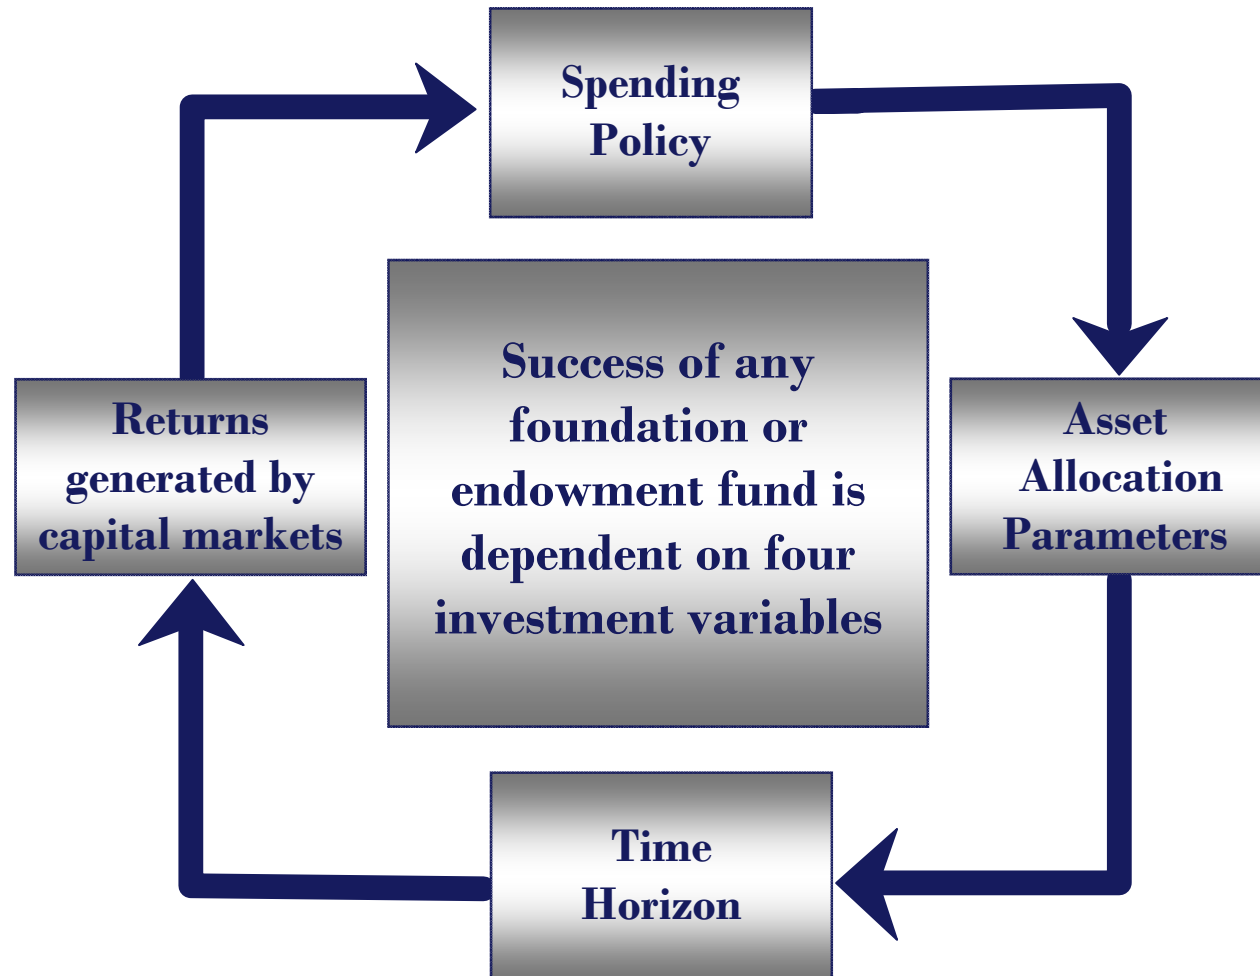 Spending
Policy
Returns
generated by
capital markets
Success of any
foundation or
endowment fund is
dependent on four
investment variables
Asset
Allocation
Parameters
Time
Horizon